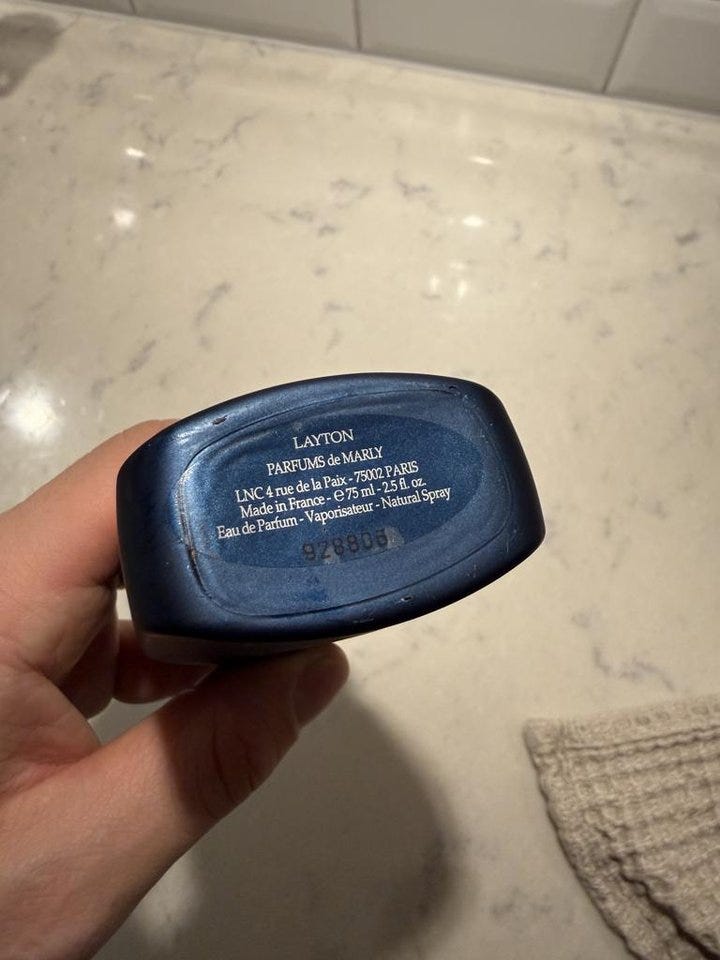 LAYTON
PARFUMS de MARLY
LNC 4 rue de la Paix - 75002 PARIS
Made in France - ℮ 75 ml - 2.5 fl. oz.
Eau de Parfum - Vaporisateur - Natural Spray